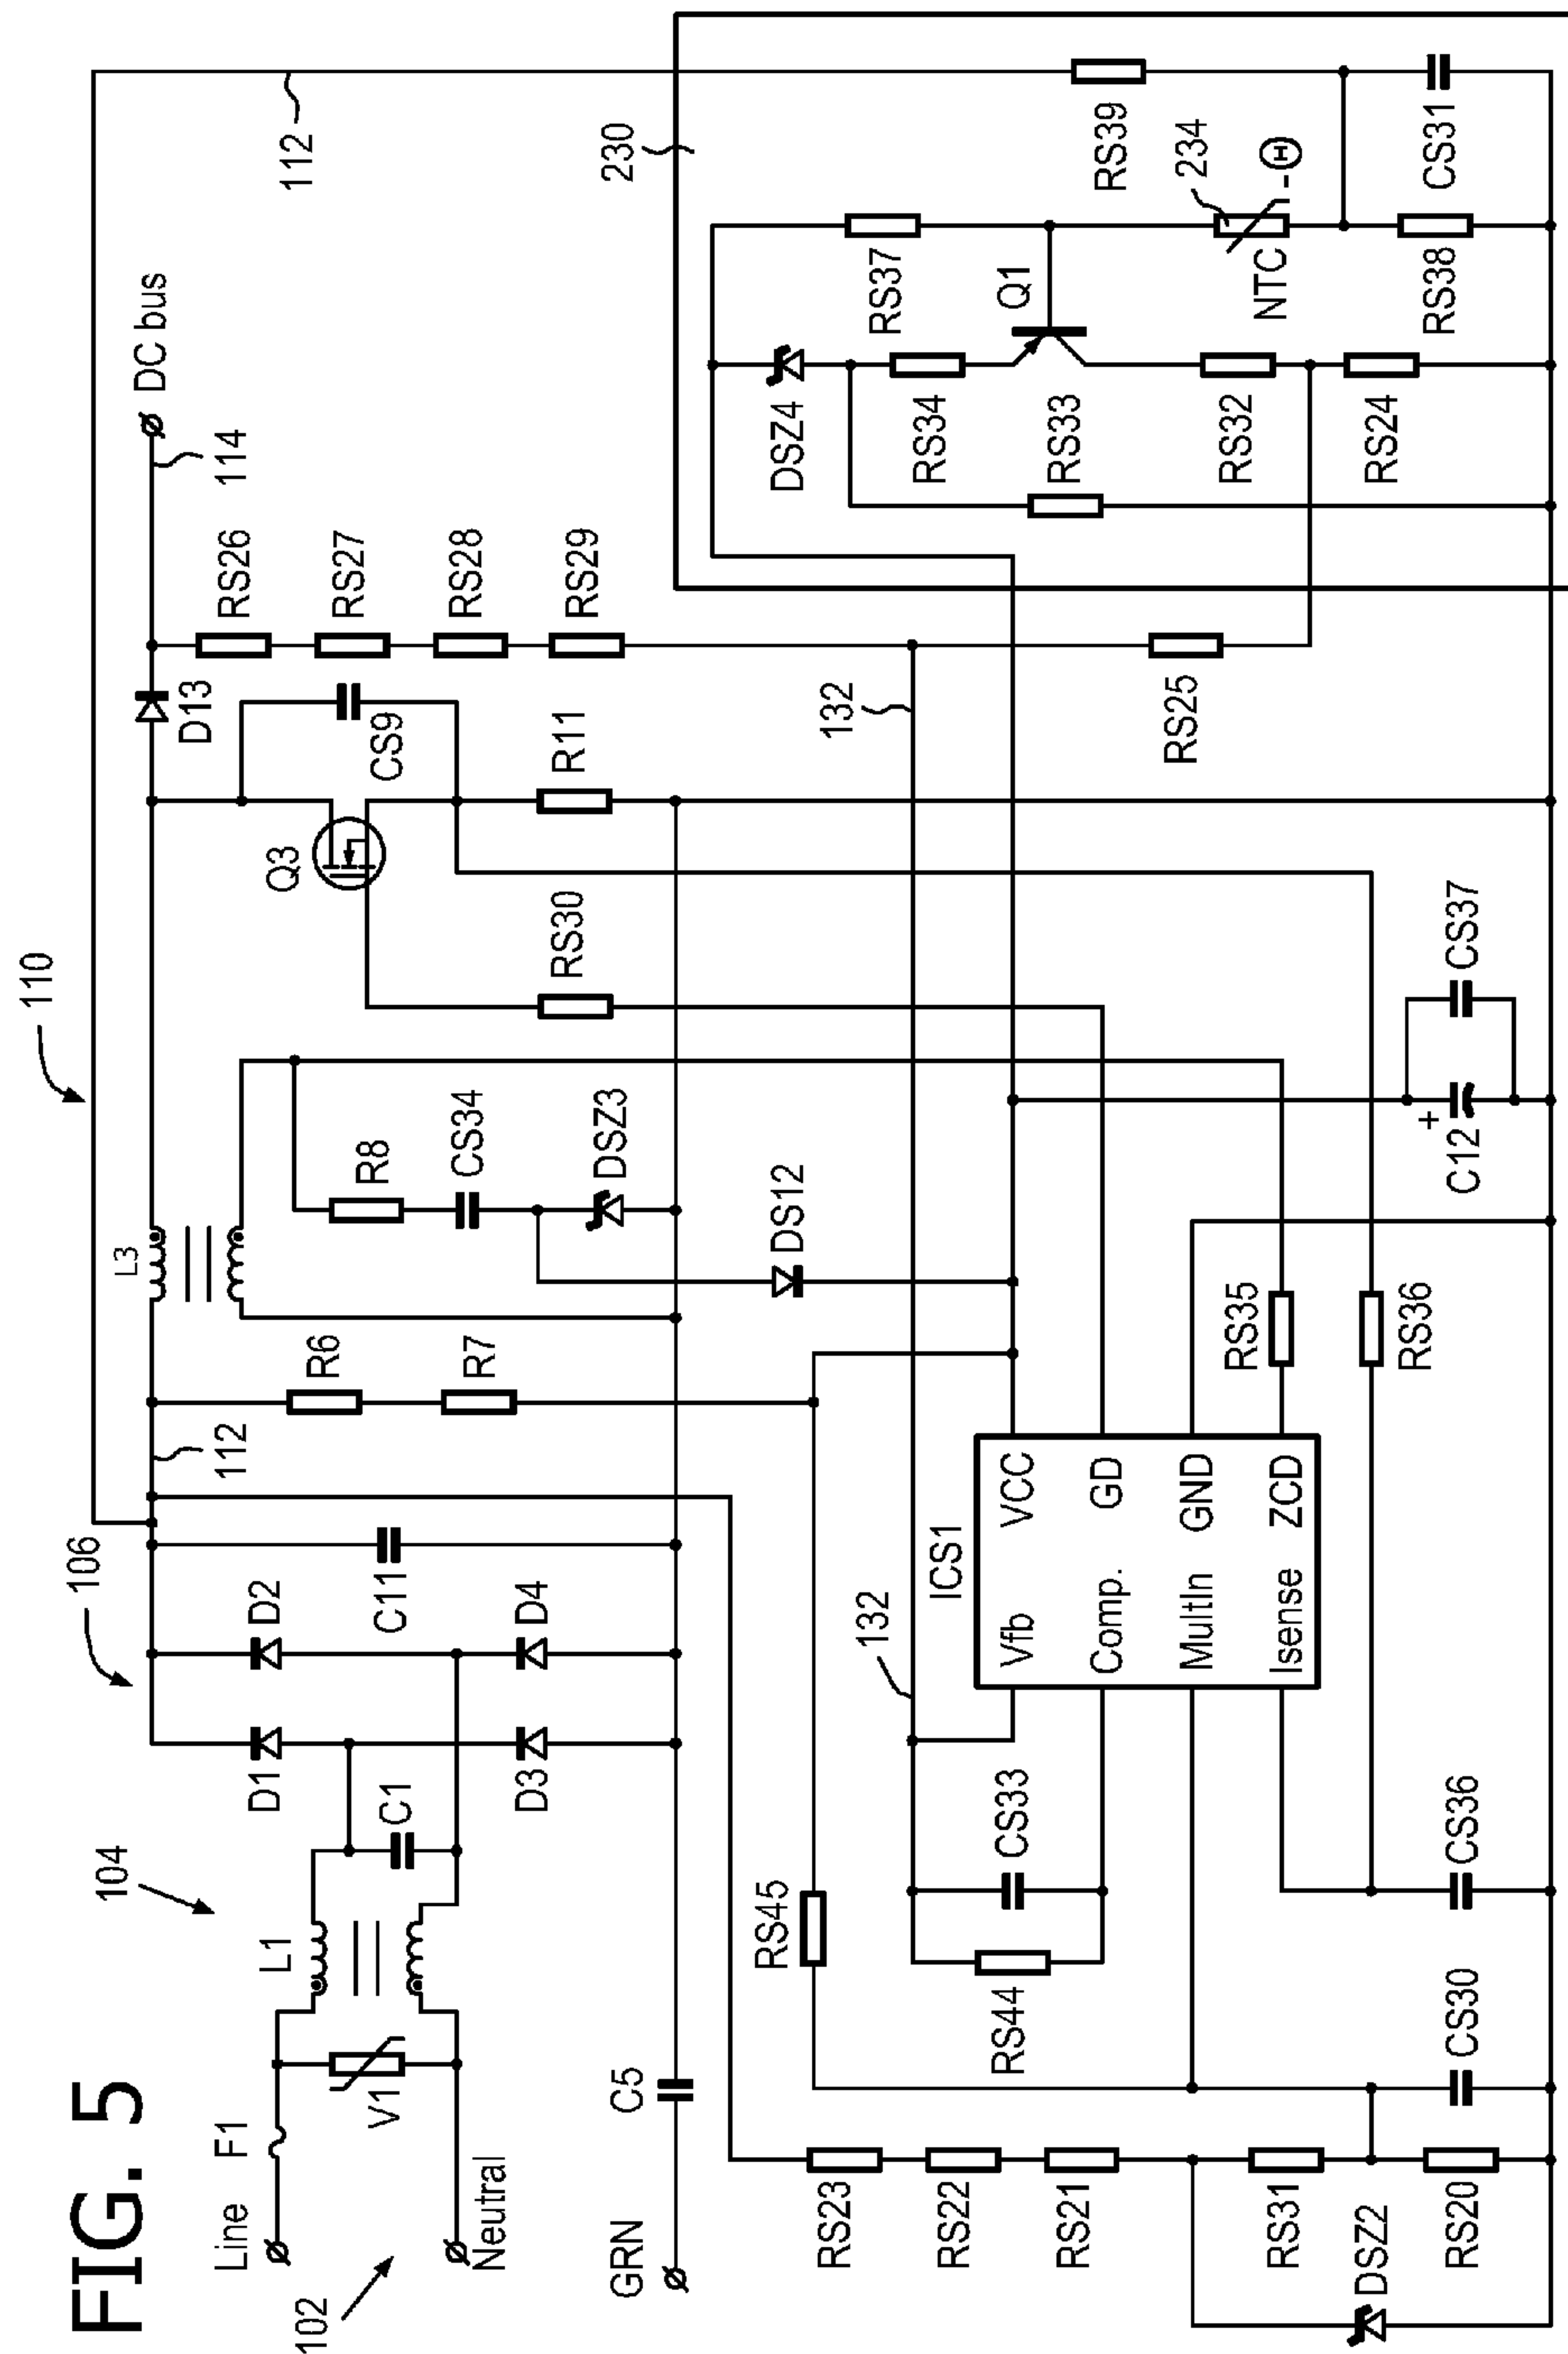 FIG. 5
110
112
DC bus
114
L3
D13
RS26
RS27
RS28
RS29
CS9
Q3
R11
RS30
R8
CS34
DSZ3
DS12
R6
R7
112
106
D1
D2
D3
D4
C11
C1
104
L1
V1
F1
Line
Neutral
102
GRN
C5
230
RS39
234
Θ
NTC
CS31
RS37
Q1
RS38
DSZ4
RS34
RS33
RS32
RS24
132
RS25
CS37
+
C12
RS35
RS36
ICS1
Vfb
VCC
Comp.
GD
MultIn
GND
Isense
ZCD
132
CS33
RS44
RS45
CS36
CS30
RS23
RS22
RS21
RS31
RS20
DSZ2